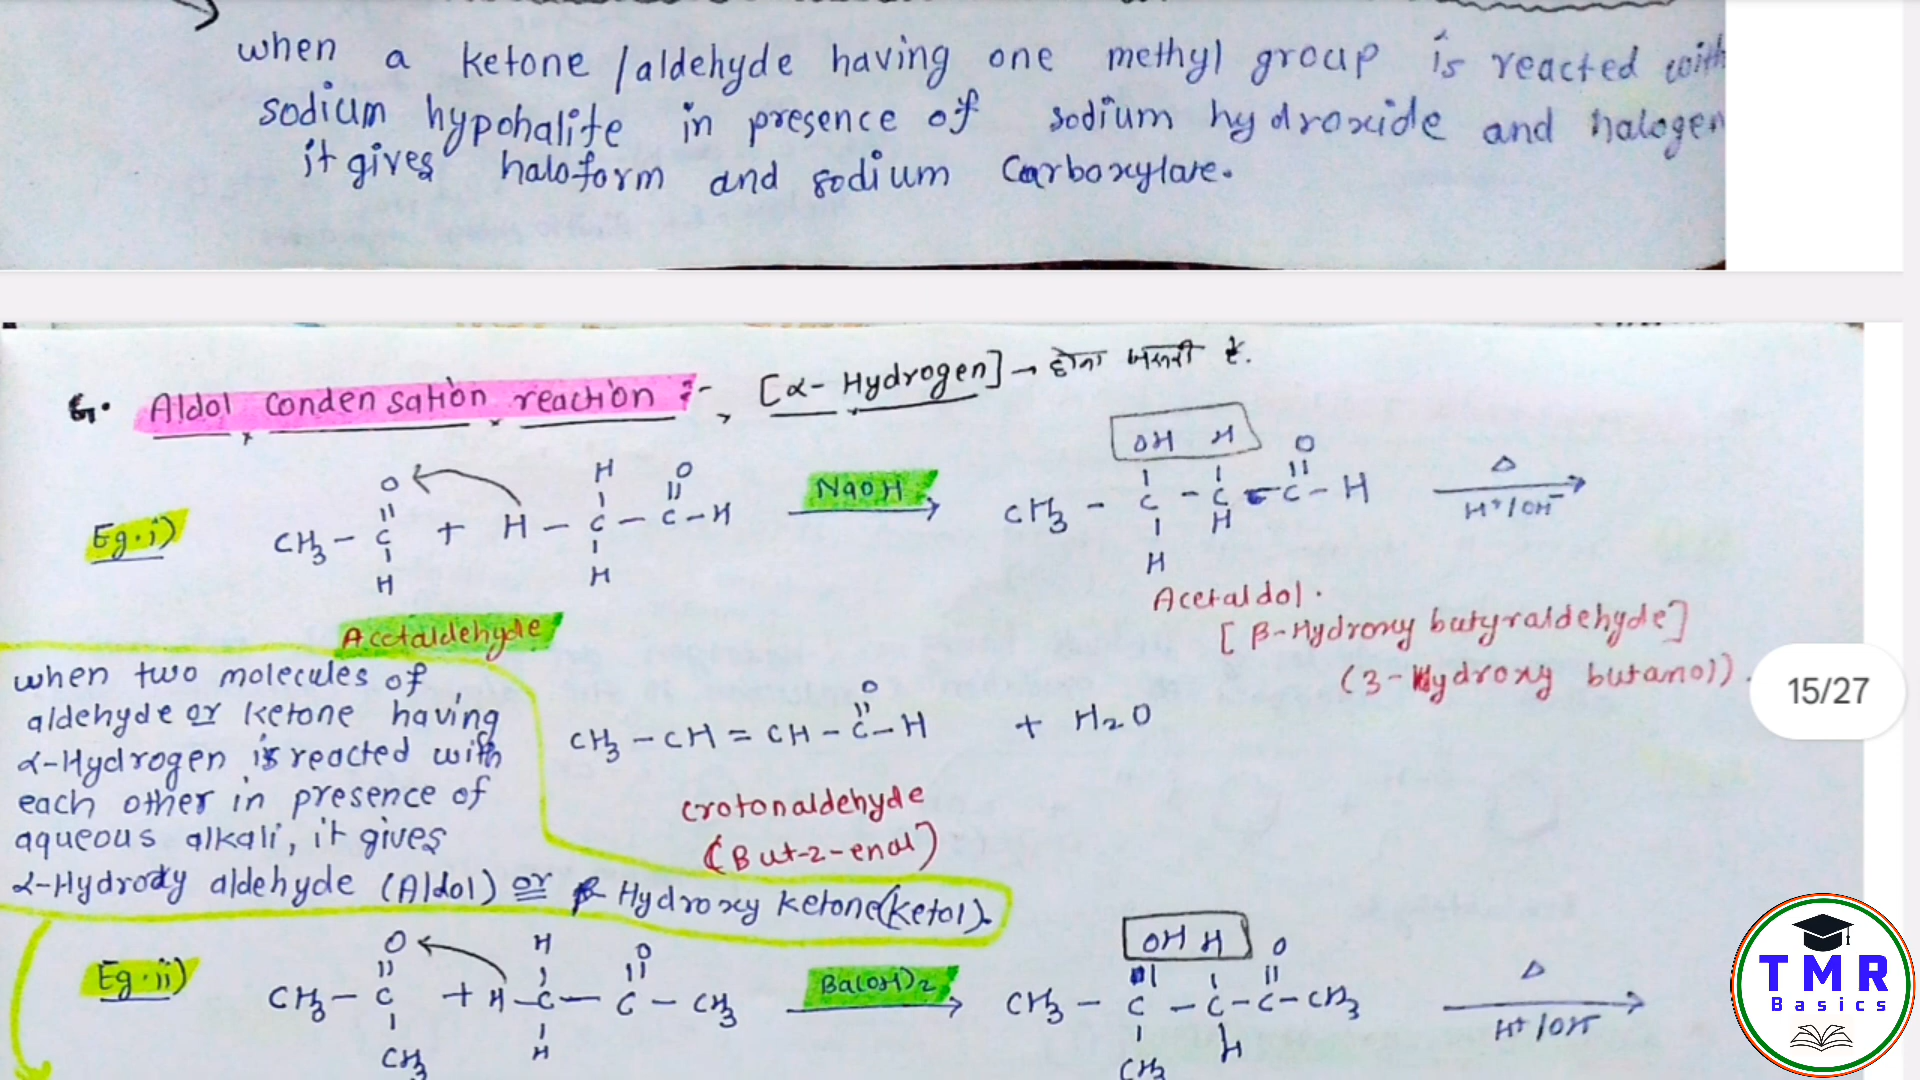 when a ketone /aldehyde having one methyl group is reacted with
sodium hypohalite in presence of sodium hydroxide and halogen
it gives haloform and sodium Carboxylate.
G. Aldol condensation reaction :- [α- Hydrogen] → होना जरूरी है.
OH H O
O H O
Eg.i) CH3 - C + H - C - C - H NaOH CH3 - C - C - C - H Δ
H H H H H+/OH-
Acetaldehyde
Acetaldol.
[β-Hydroxy butyraldehyde]
(3-Hydroxy butanol).
15/27
when two molecules of
aldehyde or ketone having
α-Hydrogen is reacted with
each other in presence of
aqueous alkali, it gives
α-Hydroxy aldehyde (Aldol) or β Hydroxy ketone(ketol).
O
CH3 - CH = CH - C - H + H2O
crotonaldehyde
(But-2-enal)
O H O OH H O
Eg.ii) CH3 - C + H - C - C - CH3 Ba(OH)2 CH3 - C - C - C - CH3 Δ
CH3 H CH3 H H+/OH-
TMR
Basics